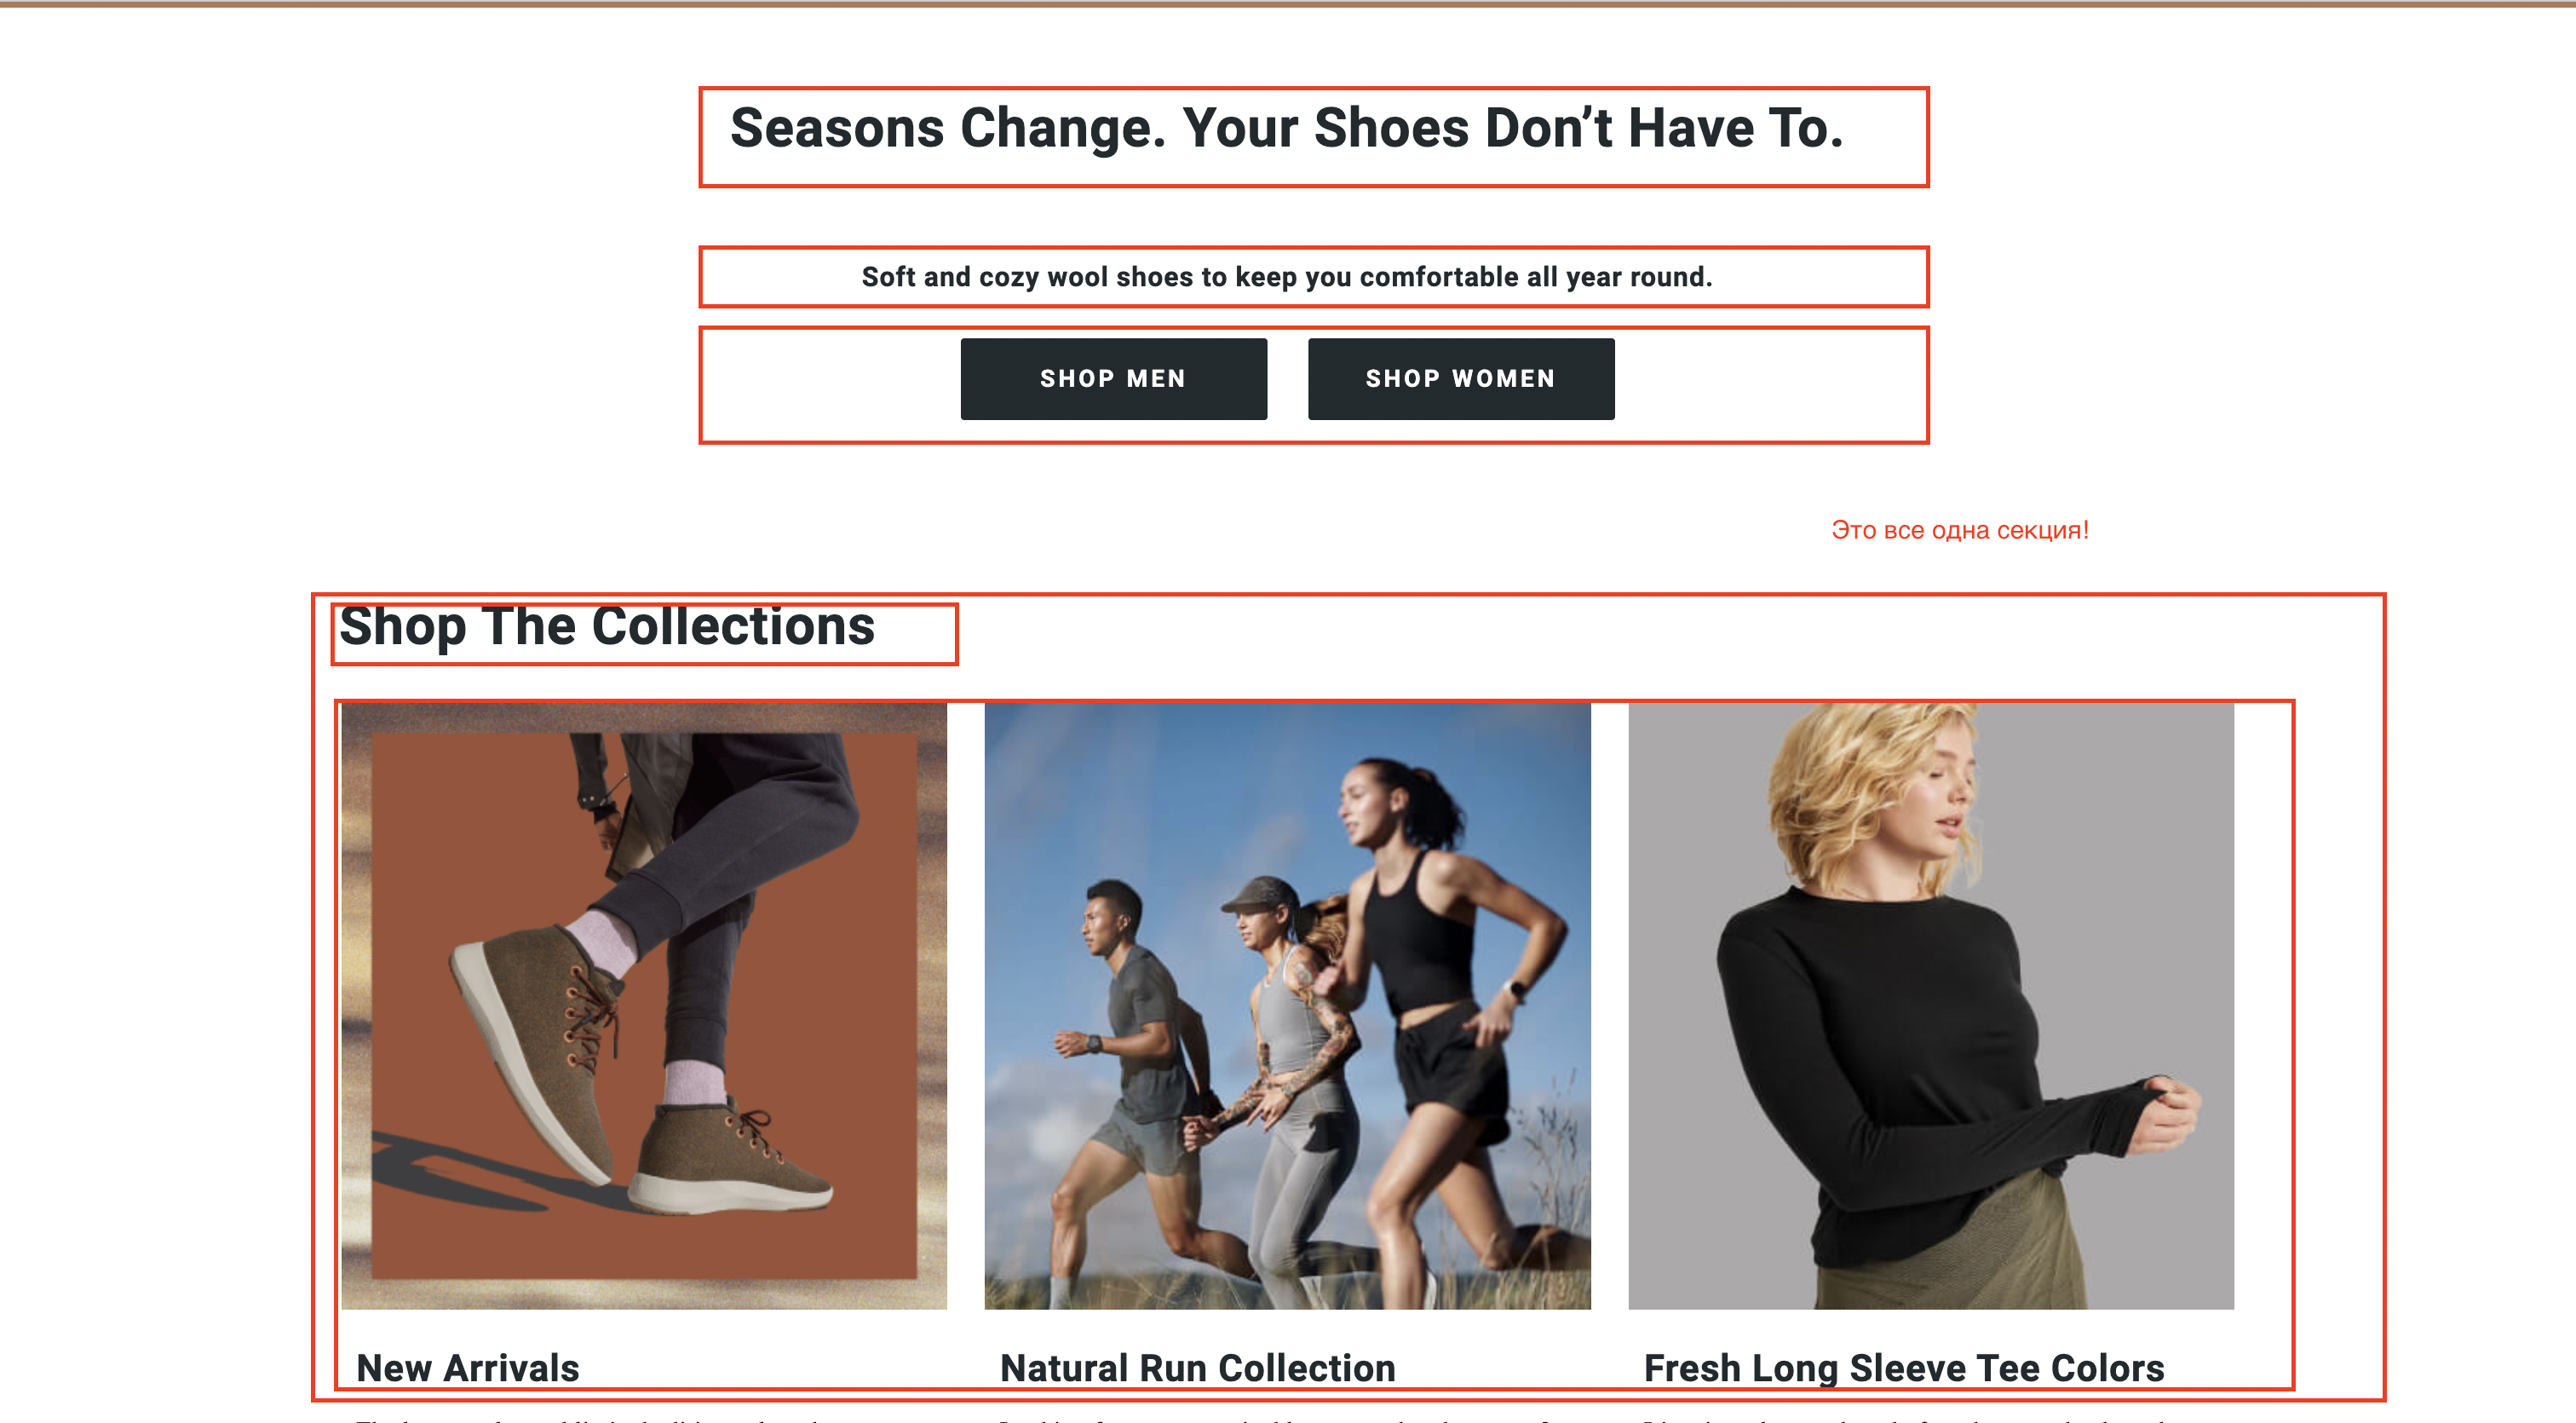 Seasons Change. Your Shoes Don’t Have To.
Soft and cozy wool shoes to keep you comfortable all year round.
SHOP MEN
SHOP WOMEN
Это все одна секция!
Shop The Collections
New Arrivals
Natural Run Collection
Fresh Long Sleeve Tee Colors